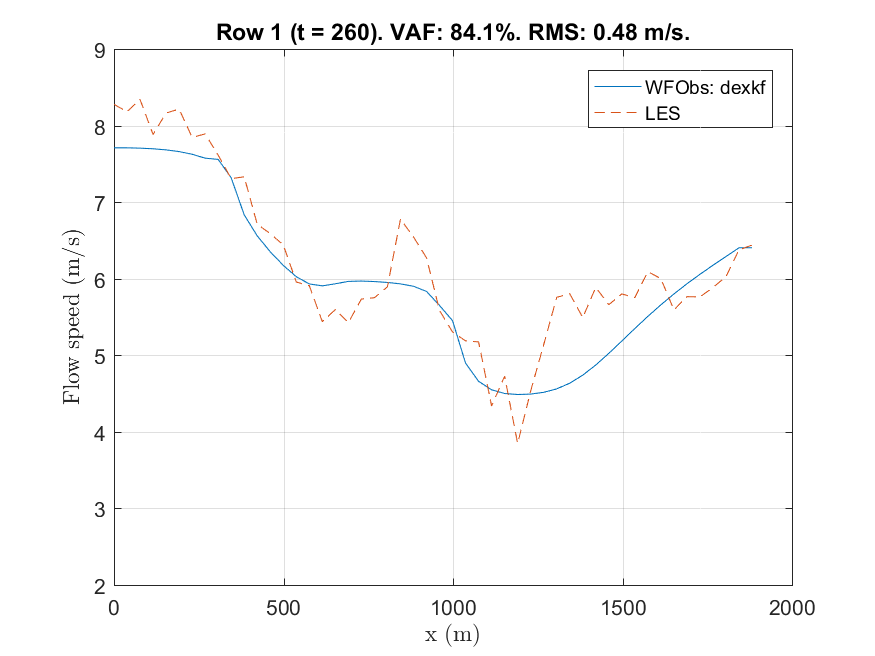 Row 1 (t = 260). VAF: 84.1%. RMS: 0.48 m/s.
WFObs: dexkf
LES
Flow speed (m/s)
9
8
7
6
5
4
3
2
0 500 1000 1500 2000
x (m)